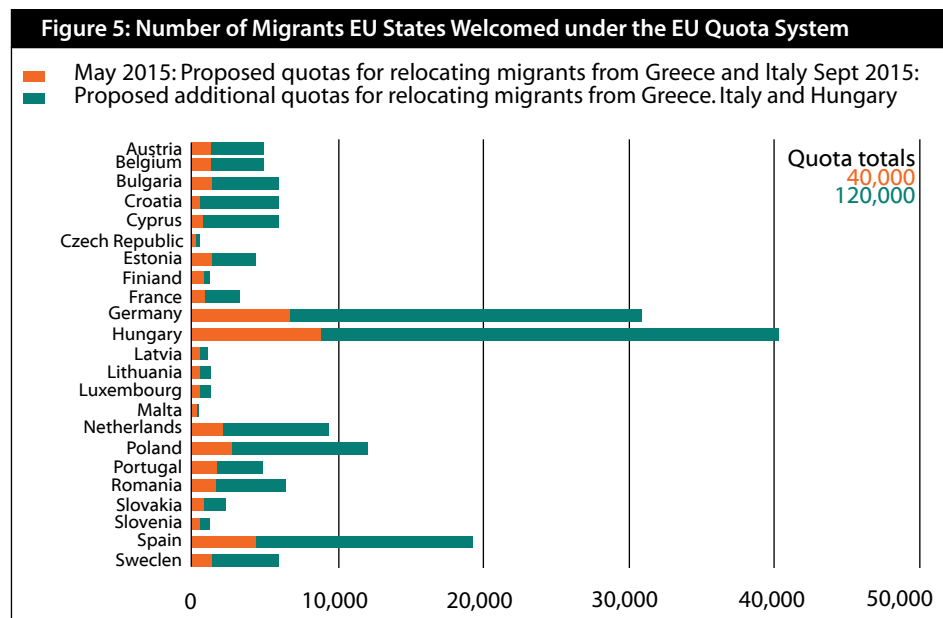 Figure 5: Number of Migrants EU States Welcomed under the EU Quota System
May 2015: Proposed quotas for relocating migrants from Greece and Italy Sept 2015:
Proposed additional quotas for relocating migrants from Greece. Italy and Hungary
Quota totals
40,000
120,000
Austria
Belgium
Bulgaria
Croatia
Cyprus
Czech Republic
Estonia
Finiand
France
Germany
Hungary
Latvia
Lithuania
Luxembourg
Malta
Netherlands
Poland
Portugal
Romania
Slovakia
Slovenia
Spain
Sweclen
0 10,000 20,000 30,000 40,000 50,000